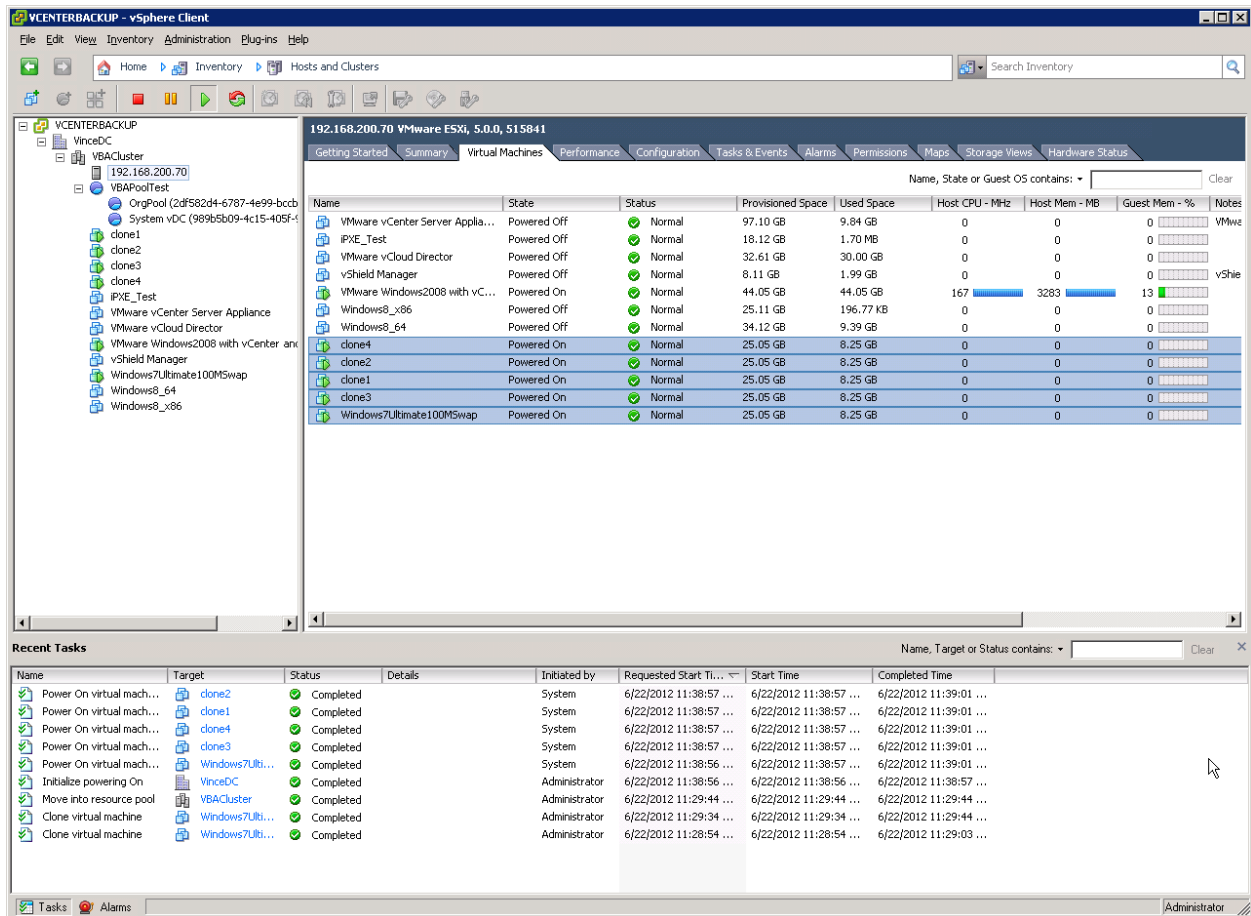 VCENTERBACKUP - vSphere Client
File Edit View Inventory Administration Plug-ins Help
Home Inventory Hosts and Clusters Search Inventory
VCENTERBACKUP
VinceDC
VBACluster
192.168.200.70
VBAPoolTest
OrgPool (2df582d4-6787-4e99-bccb
System vDC (989b5b09-4c15-405f-9
clone1
clone2
clone3
clone4
iPXE_Test
VMware vCenter Server Appliance
VMware vCloud Director
VMware Windows2008 with vCenter and
vShield Manager
Windows7Ultimate100MSwap
Windows8_64
Windows8_x86
192.168.200.70 VMware ESXi, 5.0.0, 515841
Getting Started Summary Virtual Machines Performance Configuration Tasks & Events Alarms Permissions Maps Storage Views Hardware Status
Name, State or Guest OS contains: Clear
Name State Status Provisioned Space Used Space Host CPU - MHz Host Mem - MB Guest Mem - % Notes
VMware vCenter Server Applia... Powered Off Normal 97.10 GB 9.84 GB 0 0 0 VMwa
iPXE_Test Powered Off Normal 18.12 GB 1.70 MB 0 0 0
VMware vCloud Director Powered Off Normal 32.61 GB 30.00 GB 0 0 0
vShield Manager Powered Off Normal 8.11 GB 1.99 GB 0 0 0 vShie
VMware Windows2008 with vC... Powered On Normal 44.05 GB 44.05 GB 167 3283 13
Windows8_x86 Powered Off Normal 25.11 GB 196.77 KB 0 0 0
Windows8_64 Powered Off Normal 34.12 GB 9.39 GB 0 0 0
clone4 Powered On Normal 25.05 GB 8.25 GB 0 0 0
clone2 Powered On Normal 25.05 GB 8.25 GB 0 0 0
clone1 Powered On Normal 25.05 GB 8.25 GB 0 0 0
clone3 Powered On Normal 25.05 GB 8.25 GB 0 0 0
Windows7Ultimate100MSwap Powered On Normal 25.05 GB 8.25 GB 0 0 0
Recent Tasks Name, Target or Status contains: Clear
Name Target Status Details Initiated by Requested Start Ti... Start Time Completed Time
Power On virtual mach... clone2 Completed System 6/22/2012 11:38:57 ... 6/22/2012 11:38:57 ... 6/22/2012 11:39:01 ...
Power On virtual mach... clone1 Completed System 6/22/2012 11:38:57 ... 6/22/2012 11:38:57 ... 6/22/2012 11:39:01 ...
Power On virtual mach... clone4 Completed System 6/22/2012 11:38:57 ... 6/22/2012 11:38:57 ... 6/22/2012 11:39:01 ...
Power On virtual mach... clone3 Completed System 6/22/2012 11:38:57 ... 6/22/2012 11:38:57 ... 6/22/2012 11:39:01 ...
Power On virtual mach... Windows7Ulti... Completed System 6/22/2012 11:38:56 ... 6/22/2012 11:38:57 ... 6/22/2012 11:39:01 ...
Initialize powering On VinceDC Completed Administrator 6/22/2012 11:38:56 ... 6/22/2012 11:38:56 ... 6/22/2012 11:38:57 ...
Move into resource pool VBACluster Completed Administrator 6/22/2012 11:29:44 ... 6/22/2012 11:29:44 ... 6/22/2012 11:29:44 ...
Clone virtual machine Windows7Ulti... Completed Administrator 6/22/2012 11:29:34 ... 6/22/2012 11:29:34 ... 6/22/2012 11:29:44 ...
Clone virtual machine Windows7Ulti... Completed Administrator 6/22/2012 11:28:54 ... 6/22/2012 11:28:54 ... 6/22/2012 11:29:03 ...
Tasks Alarms Administrator